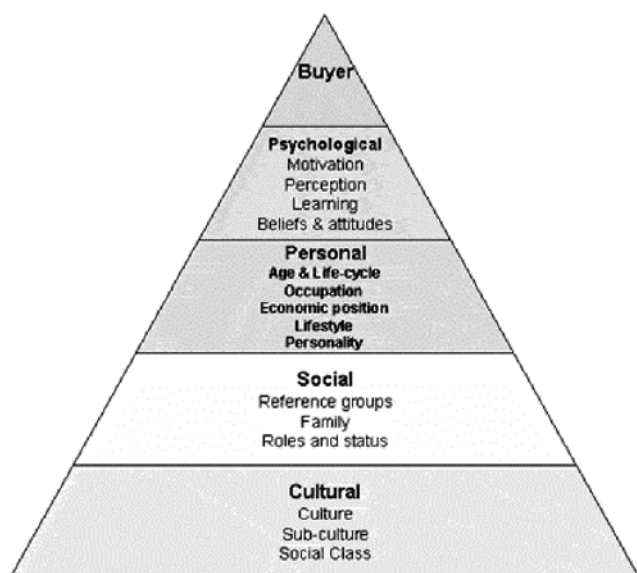 Buyer
Psychological
Motivation
Perception
Learning
Beliefs & attitudes
Personal
Age & Life-cycle
Occupation
Economic position
Lifestyle
Personality
Social
Reference groups
Family
Roles and status
Cultural
Culture
Sub-culture
Social Class